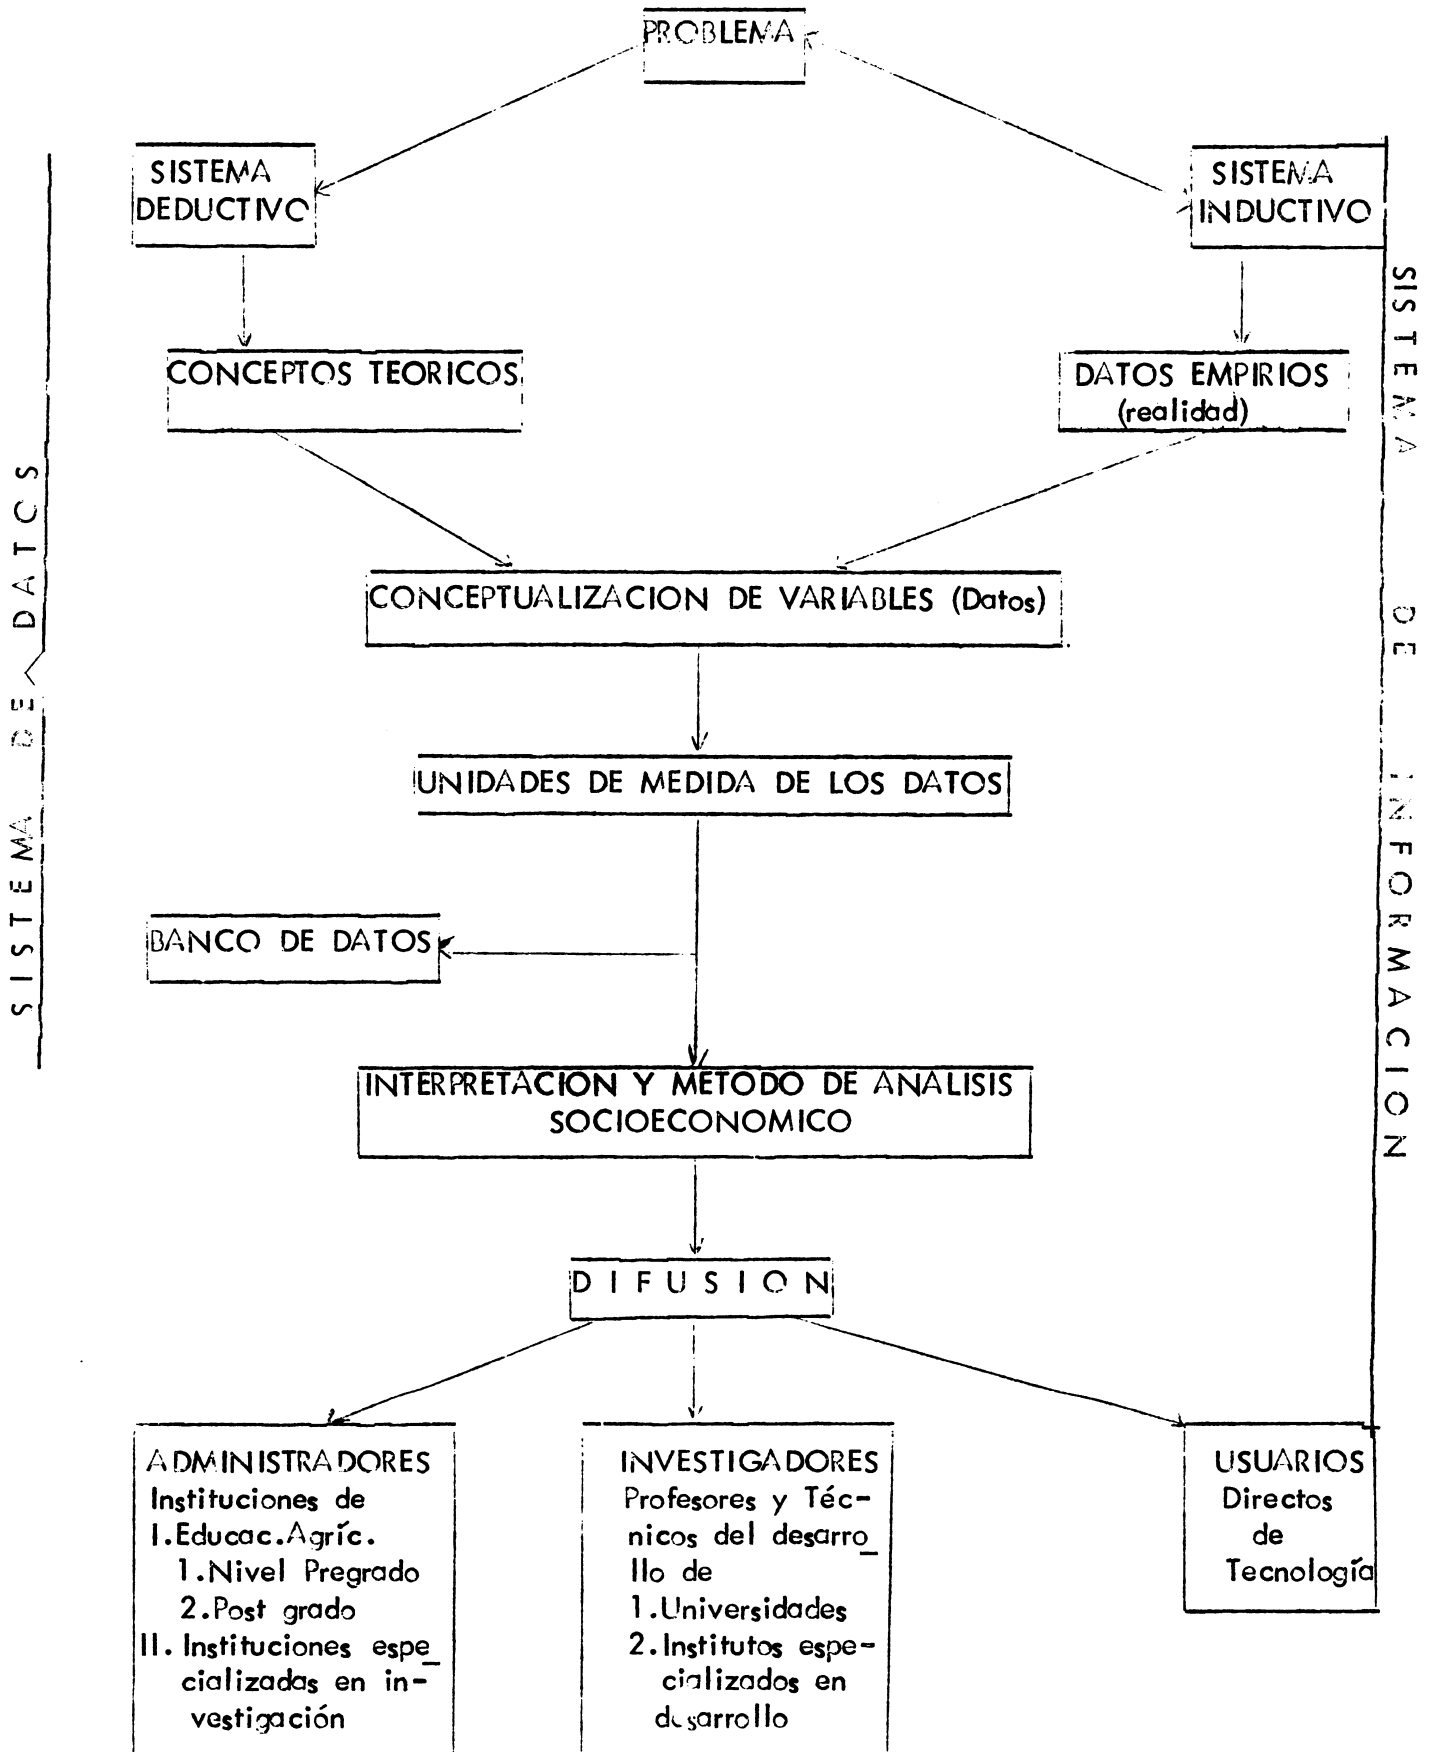 PROBLEMA
SISTEMA
DEDUCTIVO
SISTEMA
INDUCTIVO
CONCEPTOS TEORICOS
DATOS EMPIRIOS
(realidad)
CONCEPTUALIZACION DE VARIABLES (Datos)
UNIDADES DE MEDIDA DE LOS DATOS
BANCO DE DATOS
INTERPRETACION Y METODO DE ANALISIS
SOCIOECONOMICO
DIFUSION
ADMINISTRADORES
Instituciones de
I.Educac.Agríc.
1.Nivel Pregrado
2.Post grado
II. Instituciones espe
cializadas en in-
vestigación
INVESTIGADORES
Profesores y Téc-
nicos del desarro
llo de
1.Universidades
2.Institutos espe-
cializados en
desarrollo
USUARIOS
Directos
de
Tecnología
SISTEMA DE DATOS
SISTEMA DE INFORMACION